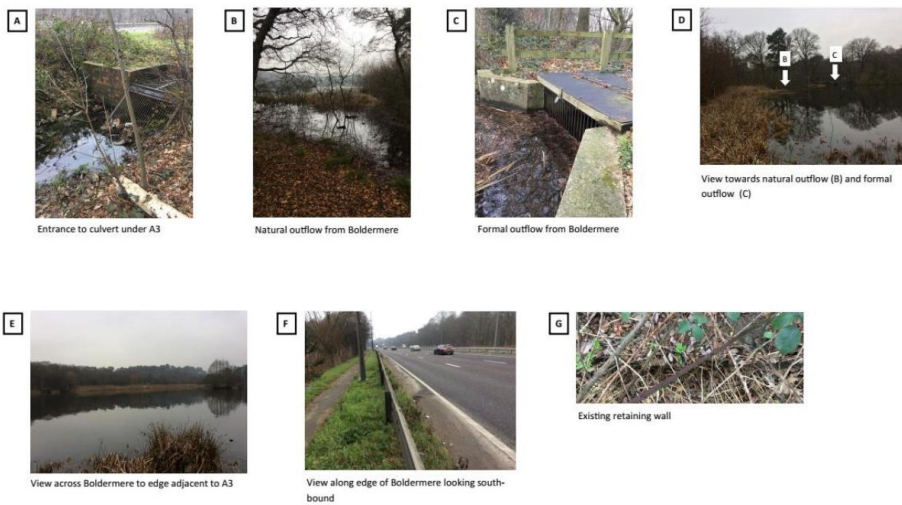 A
B
C
D
B
C
Entrance to culvert under A3
Natural outflow from Boldermere
Formal outflow from Boldermere
View towards natural outflow (B) and formal
outflow (C)
E
F
G
View across Boldermere to edge adjacent to A3
View along edge of Boldermere looking south-
bound
Existing retaining wall